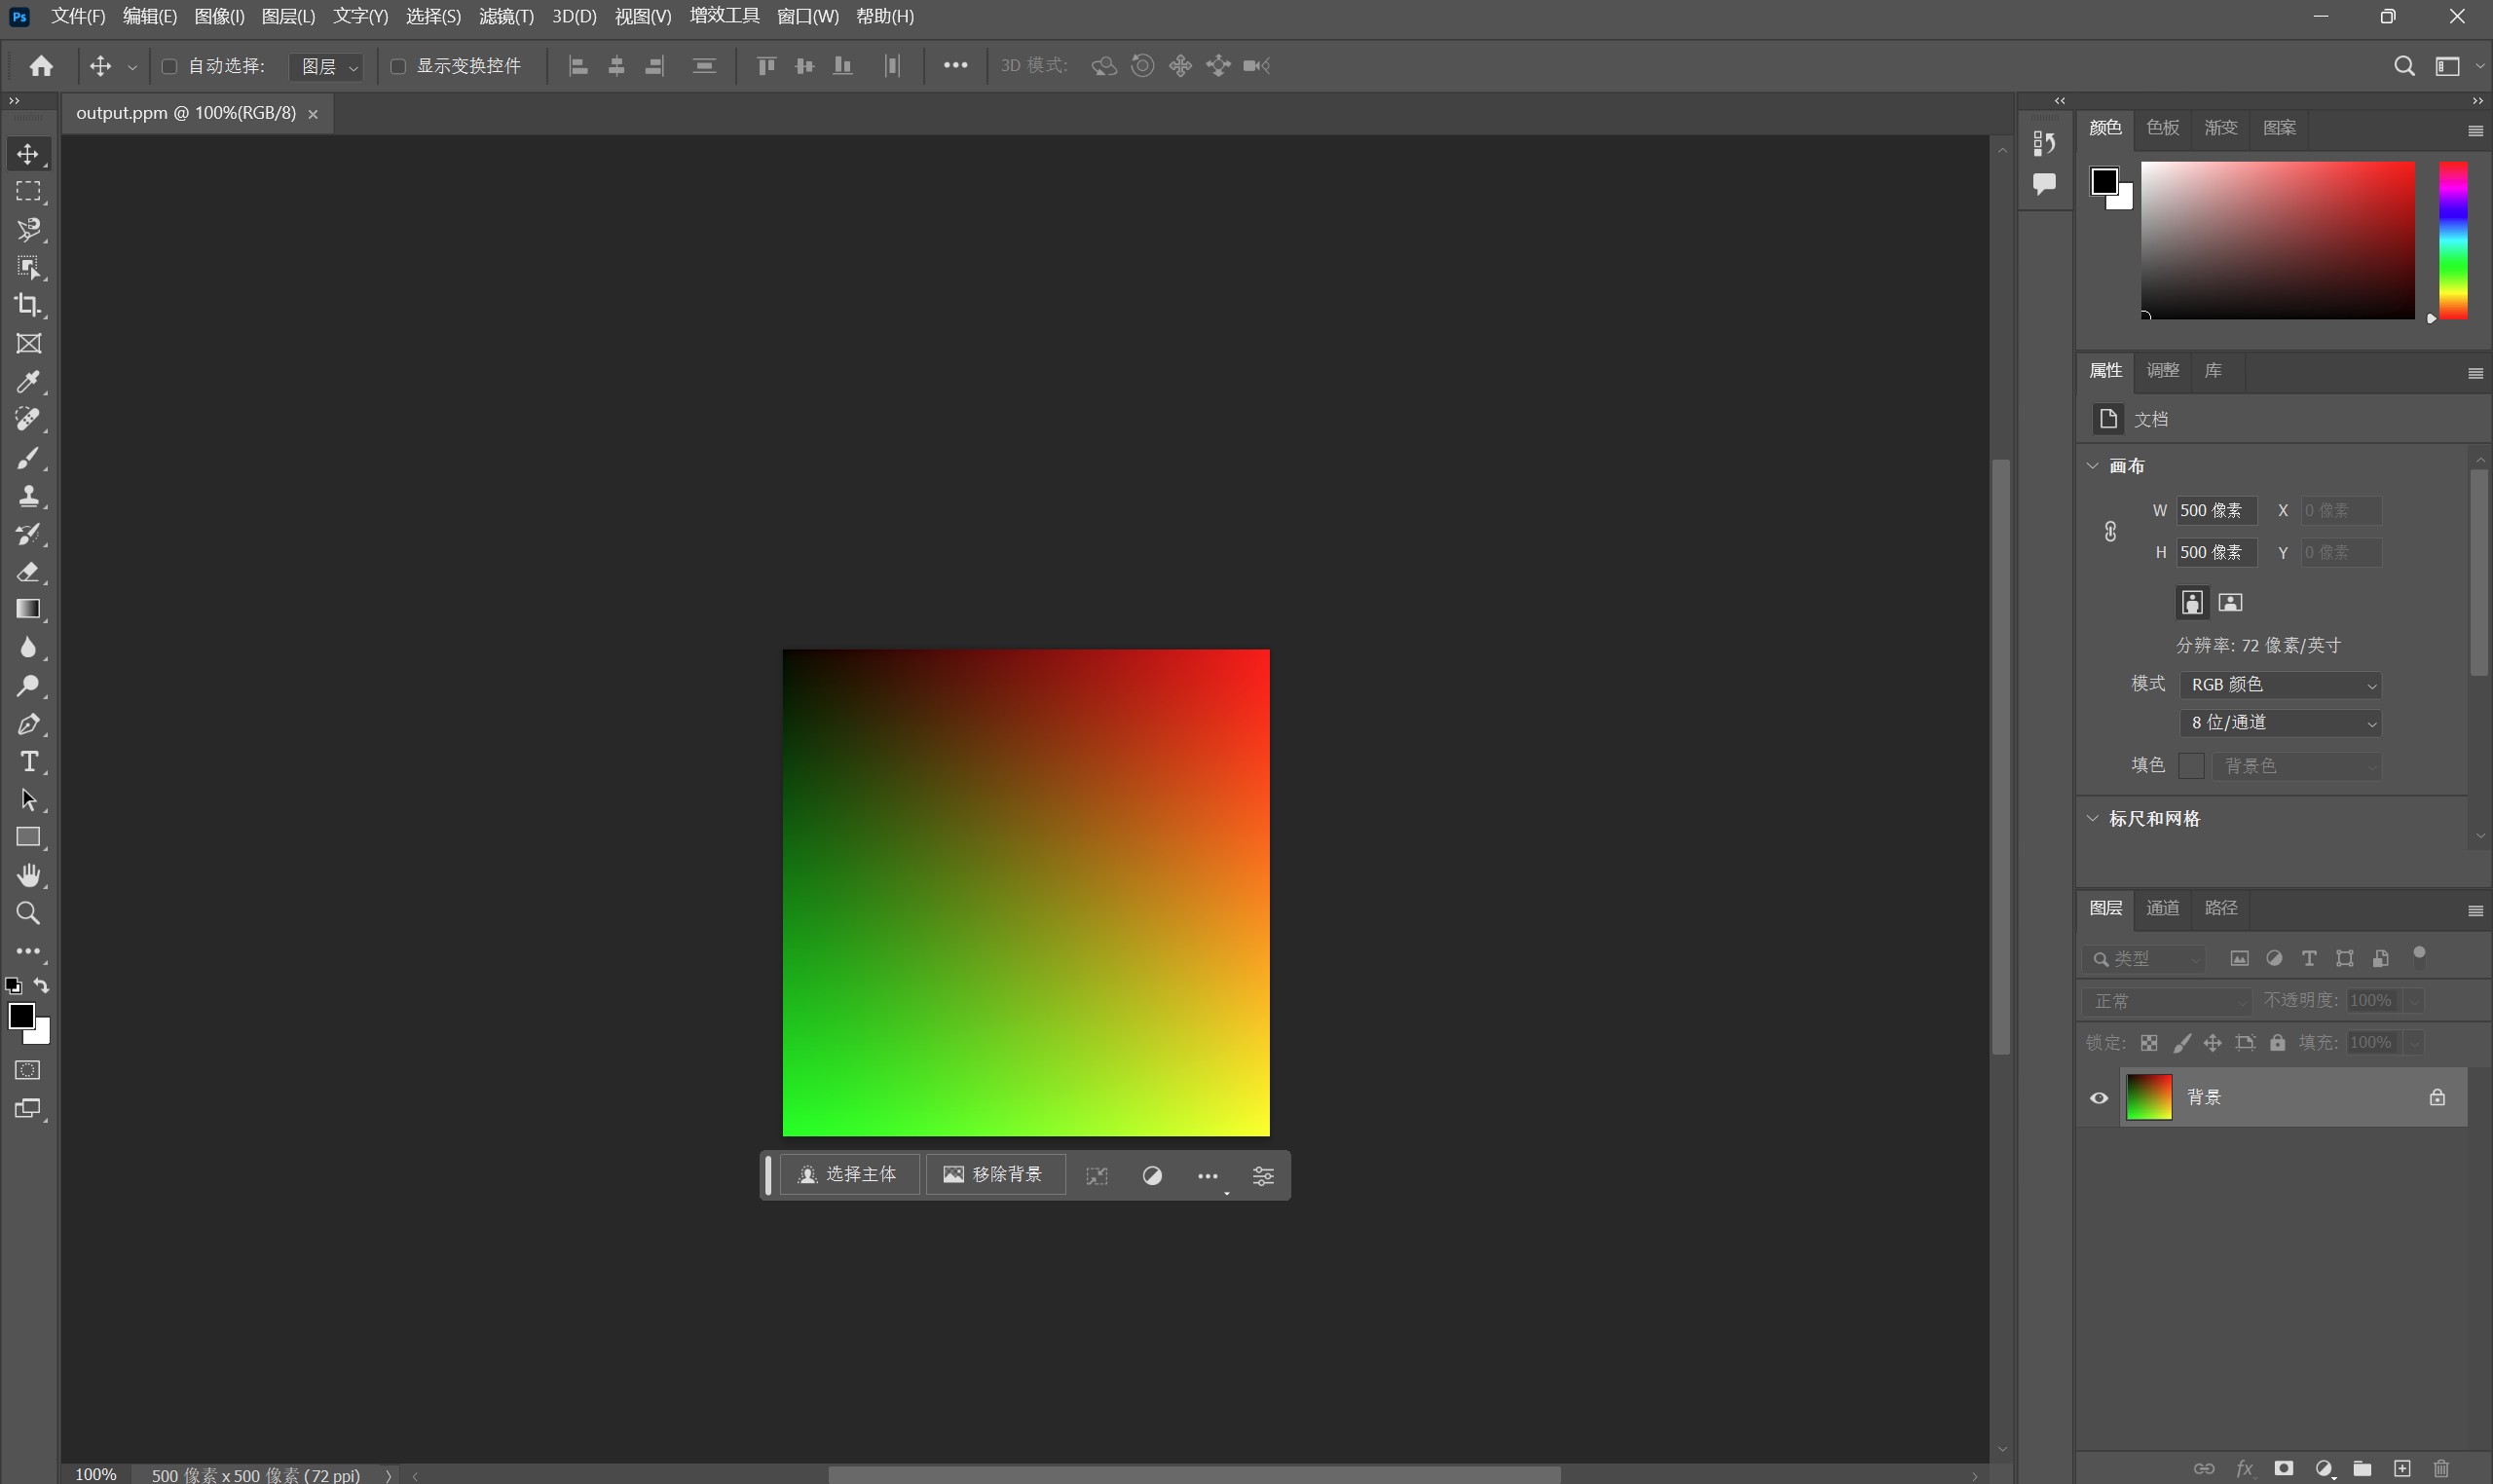 Ps 文件(F) 编辑(E) 图像(I) 图层(L) 文字(Y) 选择(S) 滤镜(T) 3D(D) 视图(V) 增效工具 窗口(W) 帮助(H)
自动选择: 图层 显示变换控件 3D 模式:
output.ppm @ 100%(RGB/8)
颜色 色板 渐变 图案
属性 调整 库
文档
画布
W 500 像素 X 0 像素
H 500 像素 Y 0 像素
分辨率: 72 像素/英寸
模式 RGB 颜色
8 位/通道
填色 背景色
标尺和网格
图层 通道 路径
类型
正常 不透明度: 100%
锁定: 填充: 100%
背景
选择主体 移除背景
100% 500 像素 x 500 像素 (72 ppi)
fx